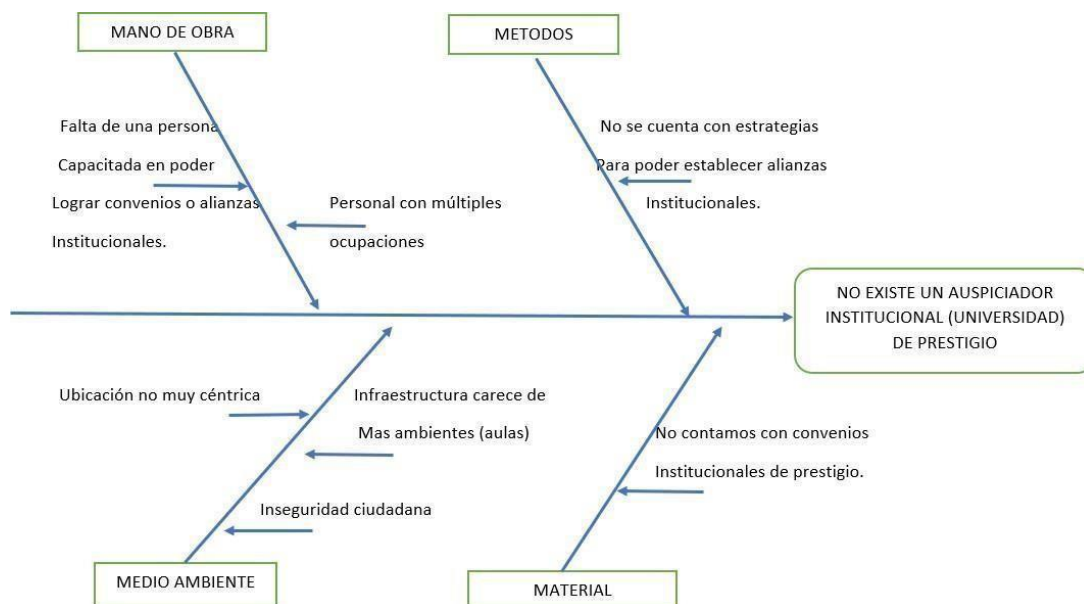 MANO DE OBRA
METODOS
Falta de una persona
Capacitada en poder
Lograr convenios o alianzas
Institucionales.
Personal con múltiples
ocupaciones
No se cuenta con estrategias
Para poder establecer alianzas
Institucionales.
NO EXISTE UN AUSPICIADOR
INSTITUCIONAL (UNIVERSIDAD)
DE PRESTIGIO
Ubicación no muy céntrica
Infraestructura carece de
Mas ambientes (aulas)
Inseguridad ciudadana
No contamos con convenios
Institucionales de prestigio.
MEDIO AMBIENTE
MATERIAL